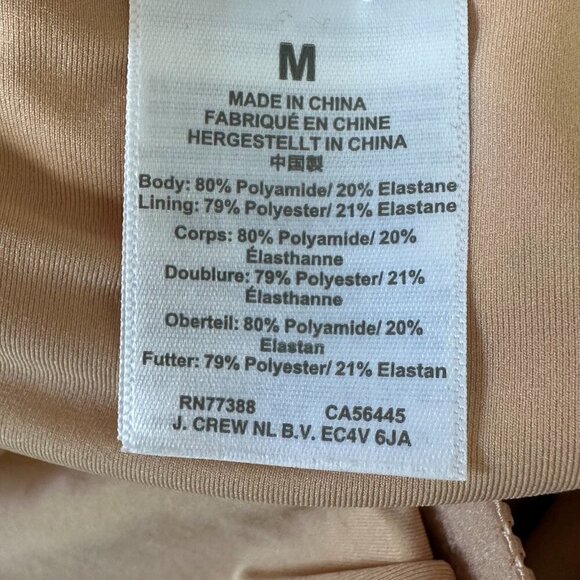 M
MADE IN CHINA
FABRIQUÉ EN CHINE
HERGESTELLT IN CHINA
中国製
Body: 80% Polyamide/ 20% Elastane
Lining: 79% Polyester/ 21% Elastane
Corps: 80% Polyamide/ 20%
Élasthanne
Doublure: 79% Polyester/ 21%
Élasthanne
Oberteil: 80% Polyamide/ 20%
Elastan
Futter: 79% Polyester/ 21% Elastan
RN77388 CA56445
J. CREW NL B.V. EC4V 6JA